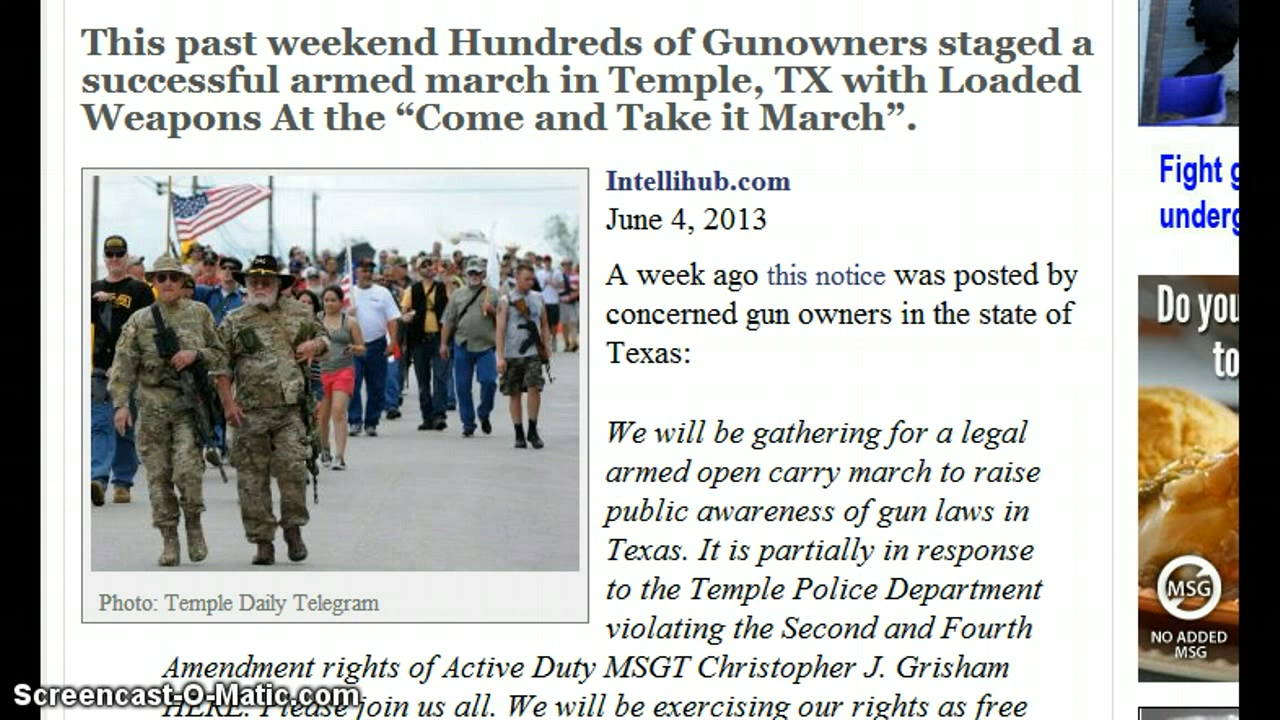 This past weekend Hundreds of Gunowners staged a
successful armed march in Temple, TX with Loaded
Weapons At the “Come and Take it March”.
Intellihub.com
June 4, 2013
A week ago this notice was posted by
concerned gun owners in the state of
Texas:
We will be gathering for a legal
armed open carry march to raise
public awareness of gun laws in
Texas. It is partially in response
to the Temple Police Department
violating the Second and Fourth
Amendment rights of Active Duty MSGT Christopher J. Grisham
HERE. Please join us all. We will be exercising our rights as free
Photo: Temple Daily Telegram
Fight
Do you
to
MSG
NO ADDED
MSG
Screencast-O-Matic.com